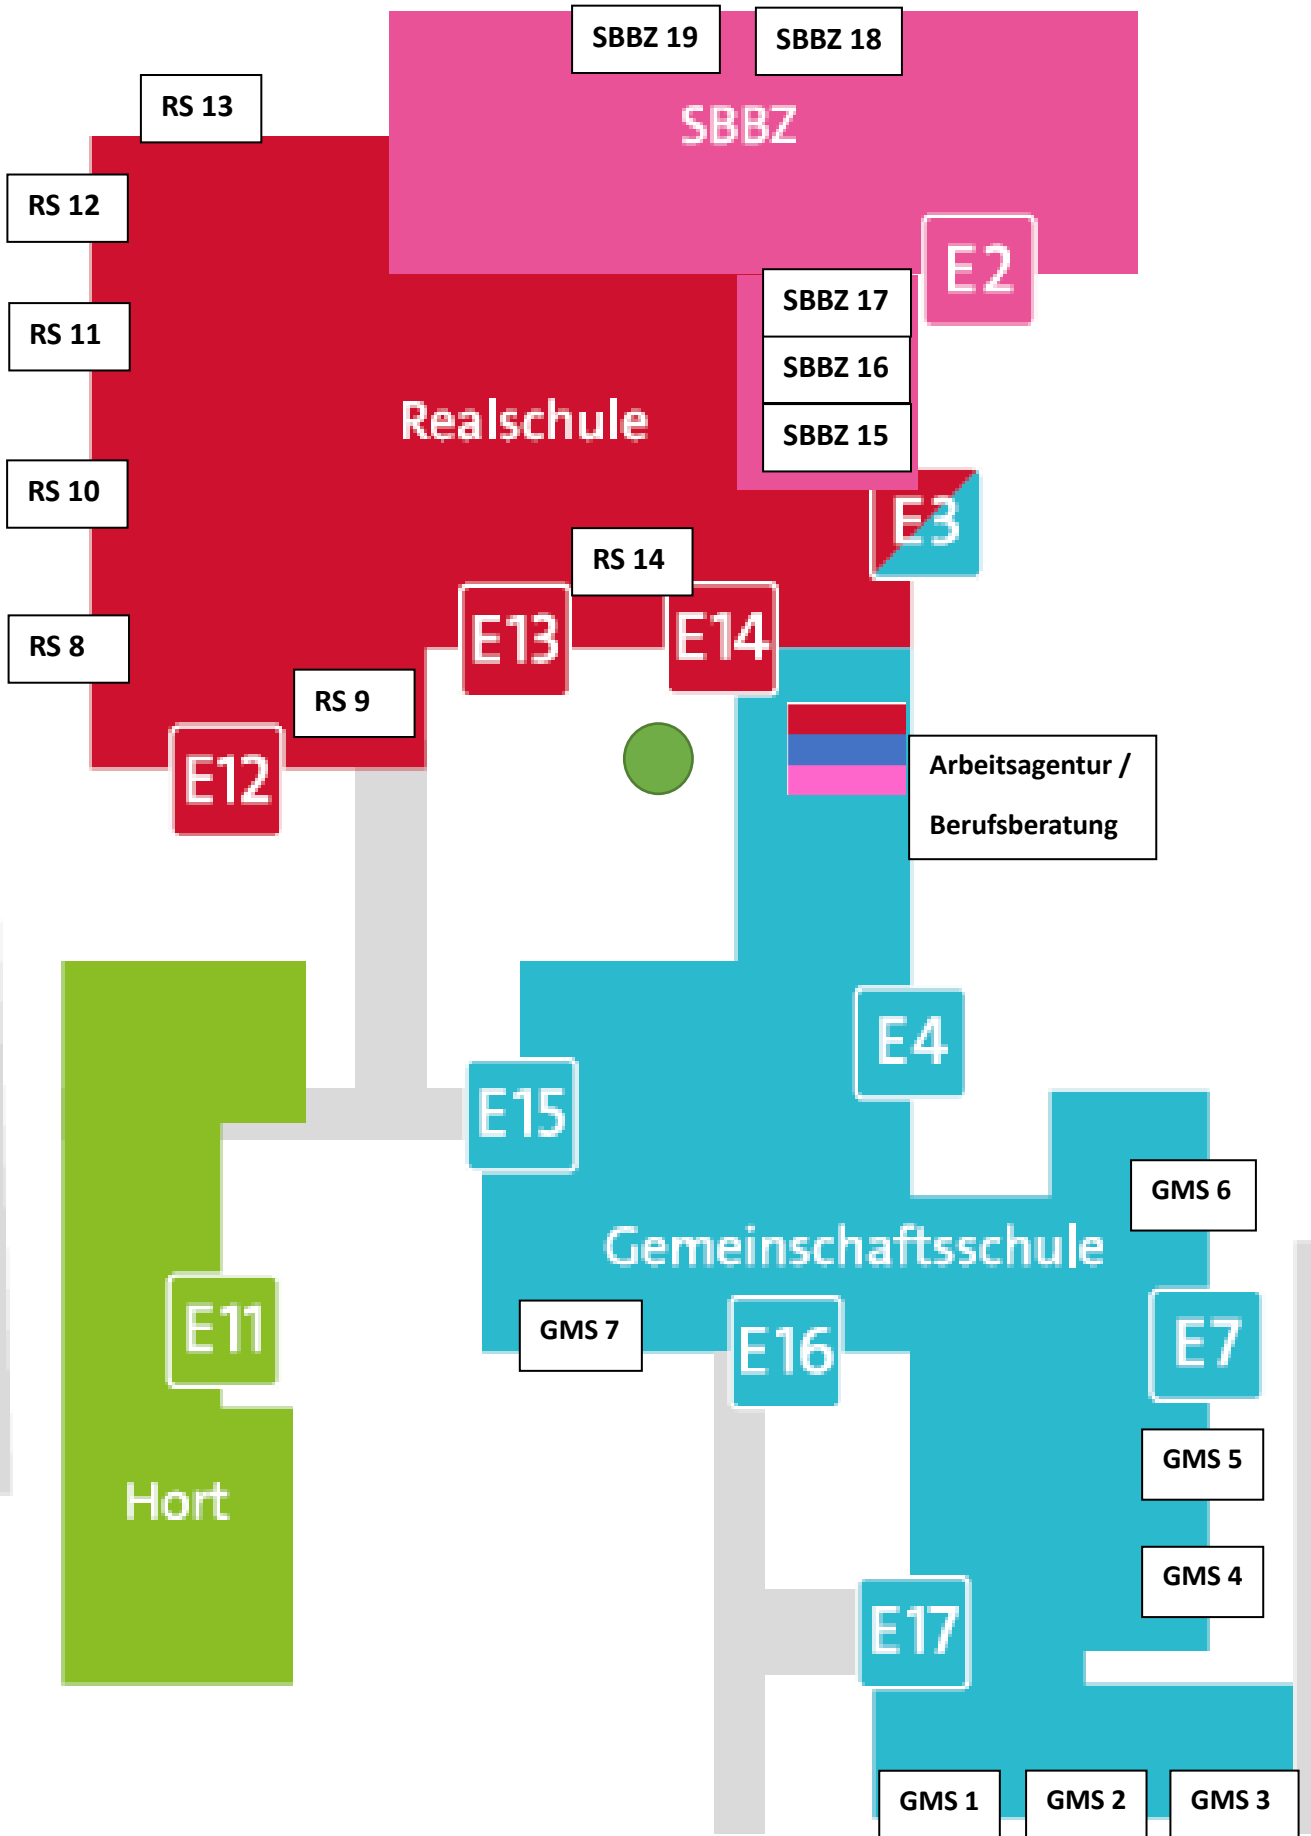 SBBZ 19
SBBZ 18
RS 13
SBBZ
RS 12
E2
SBBZ 17
RS 11
SBBZ 16
Realschule
SBBZ 15
RS 10
E3
RS 14
E13
E14
RS 8
RS 9
E12
Arbeitsagentur /
Berufsberatung
E4
E15
GMS 6
Gemeinschaftsschule
E11
GMS 7
E16
E7
GMS 5
Hort
GMS 4
E17
GMS 1
GMS 2
GMS 3